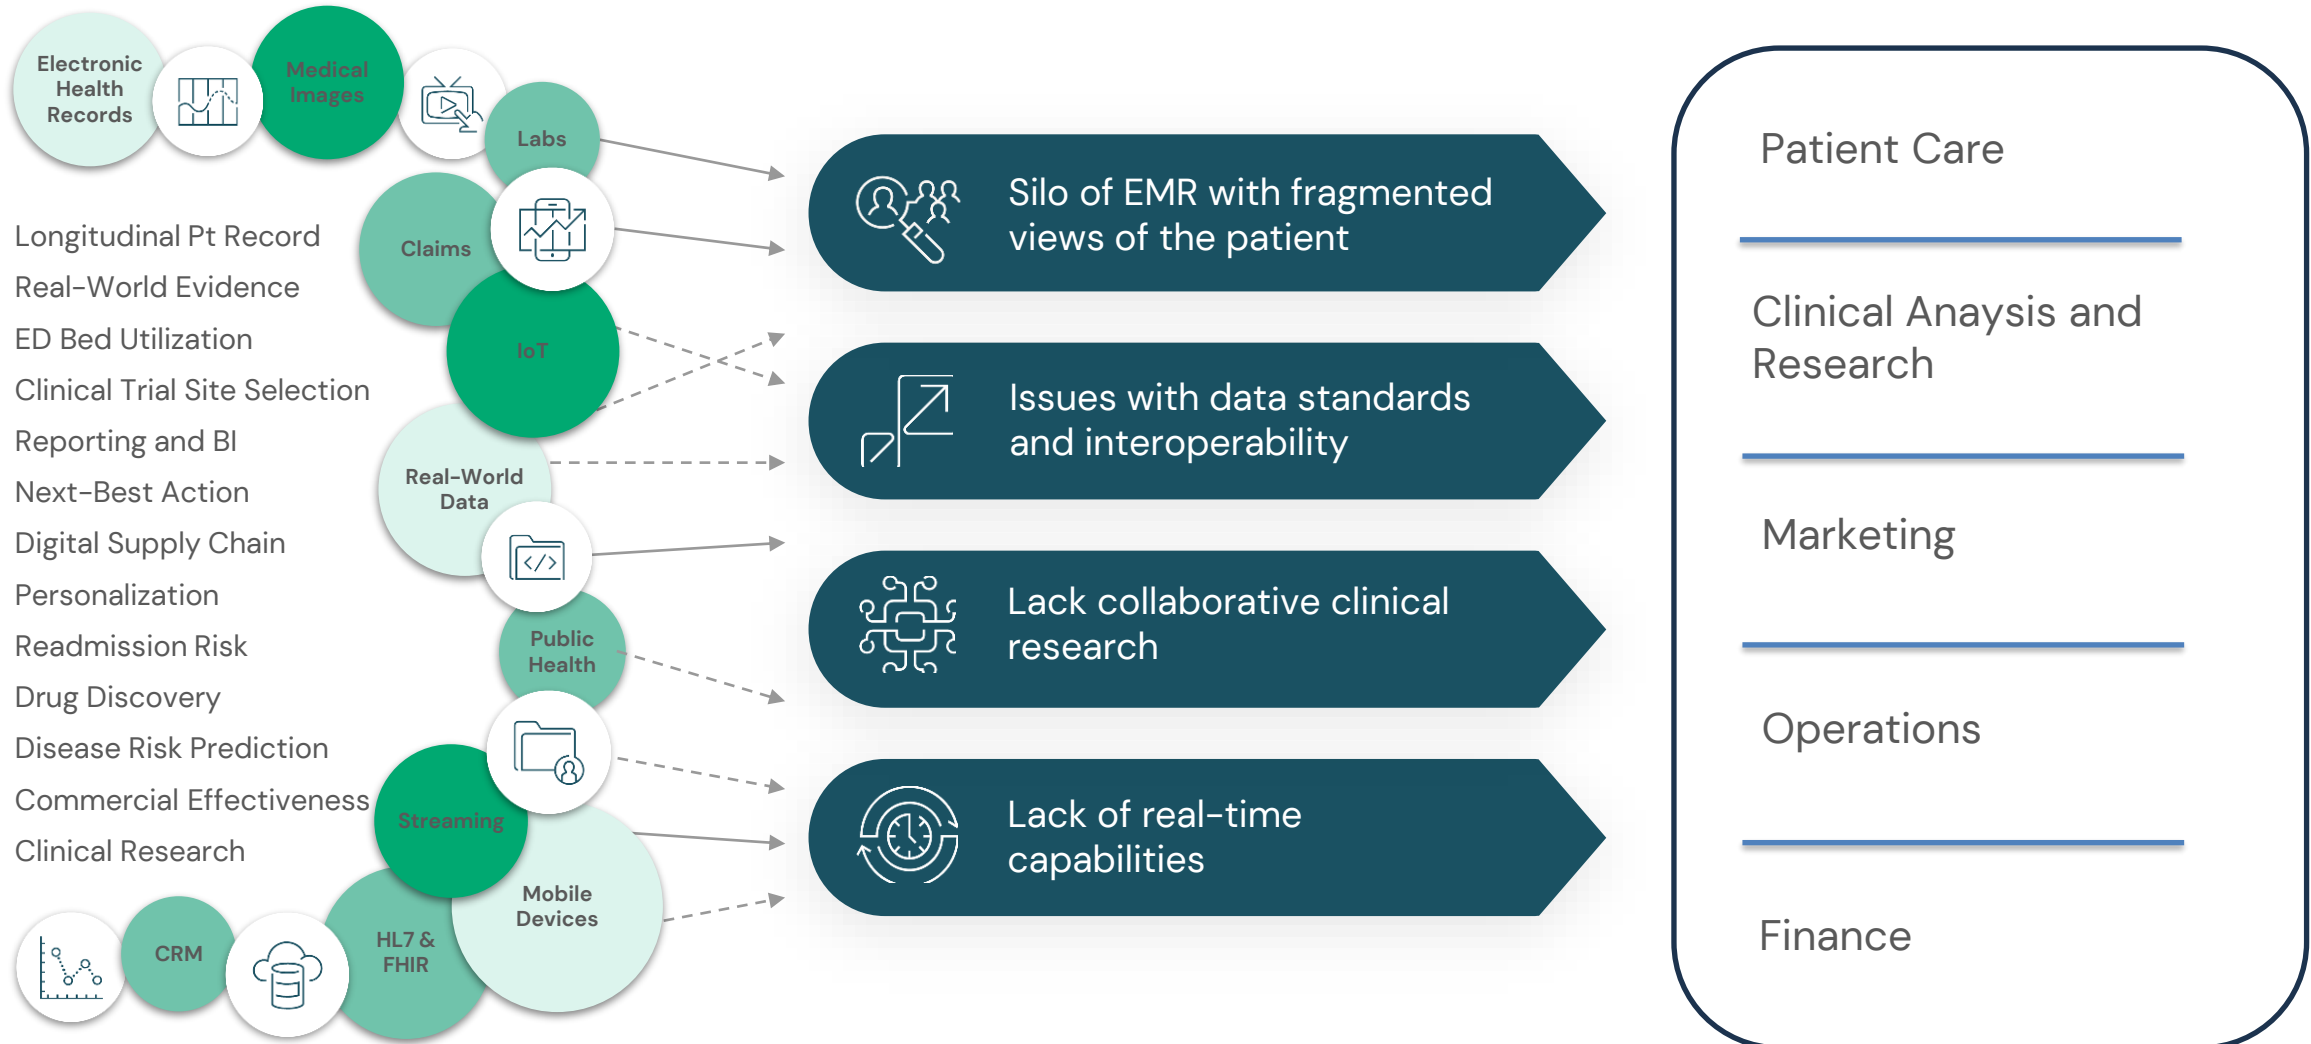 Electronic
Health
Records
Medical
Images
Labs
Claims
IoT
Real-World
Data
Public
Health
Streaming
Mobile
Devices
HL7 &
FHIR
CRM
Longitudinal Pt Record
Real-World Evidence
ED Bed Utilization
Clinical Trial Site Selection
Reporting and BI
Next-Best Action
Digital Supply Chain
Personalization
Readmission Risk
Drug Discovery
Disease Risk Prediction
Commercial Effectiveness
Clinical Research
Silo of EMR with fragmented
views of the patient
Issues with data standards
and interoperability
Lack collaborative clinical
research
Lack of real-time
capabilities
Patient Care
Clinical Anaysis and
Research
Marketing
Operations
Finance